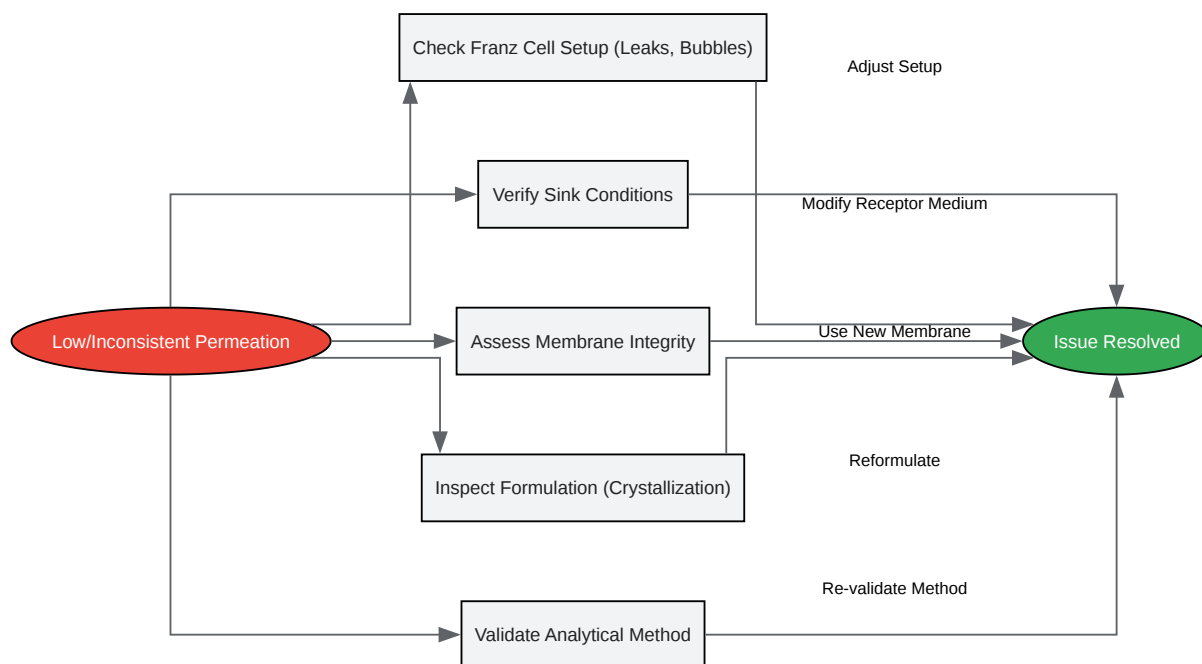 Check Franz Cell Setup (Leaks, Bubbles)
Adjust Setup
Verify Sink Conditions
Modify Receptor Medium
Low/Inconsistent Permeation
Assess Membrane Integrity
Use New Membrane
Issue Resolved
Inspect Formulation (Crystallization)
Reformulate
Validate Analytical Method
Re-validate Method